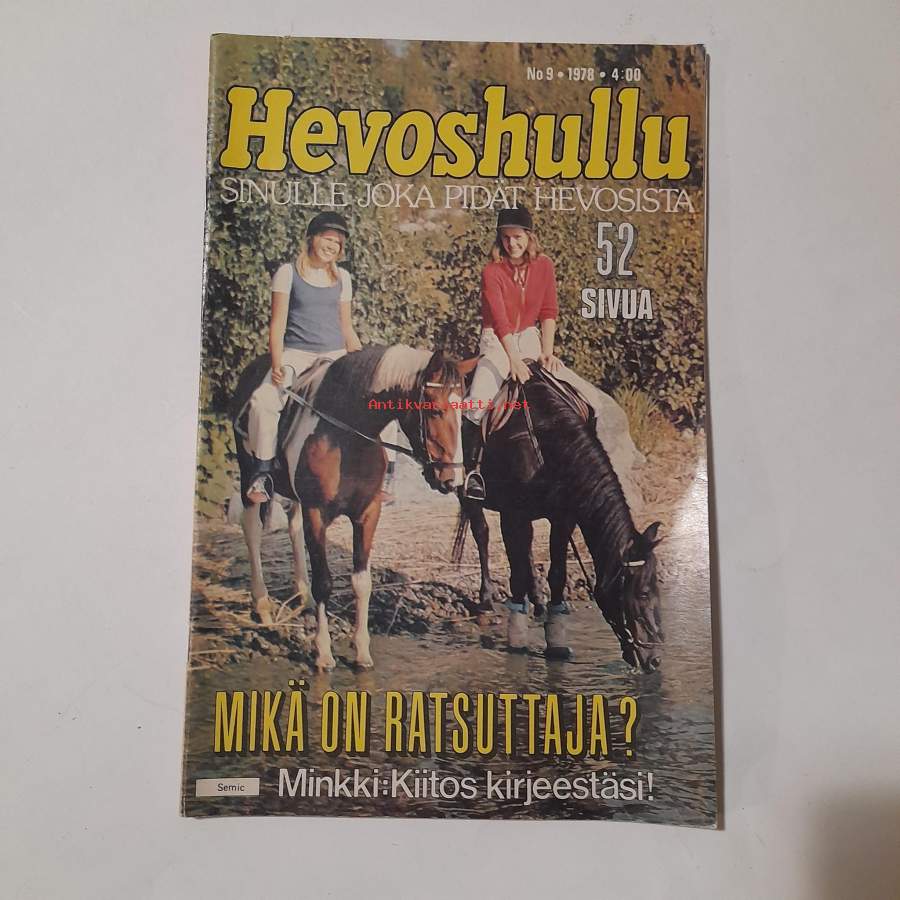 No 9 • 1978 • 4:00
Hevoshullu
SINULLE JOKA PIDÄT HEVOSISTA
52
SIVUA
Antikvariaatti.net
MIKÄ ON RATSUTTAJA?
Semic
Minkki:Kiitos kirjeestäsi!